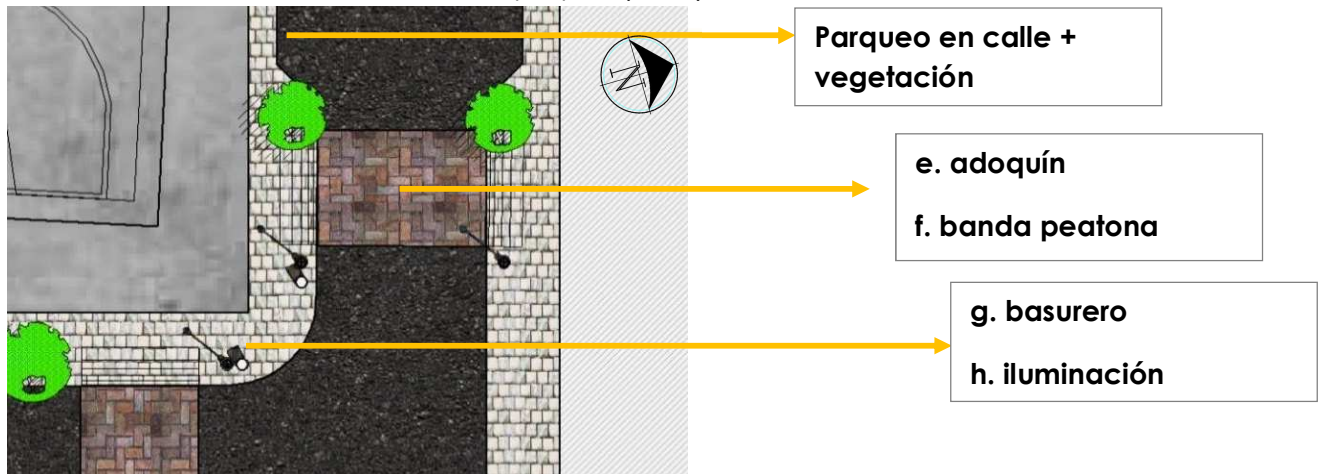 Parqueo en calle +
vegetación
N
e. adoquín
f. banda peatona
g. basurero
h. iluminación